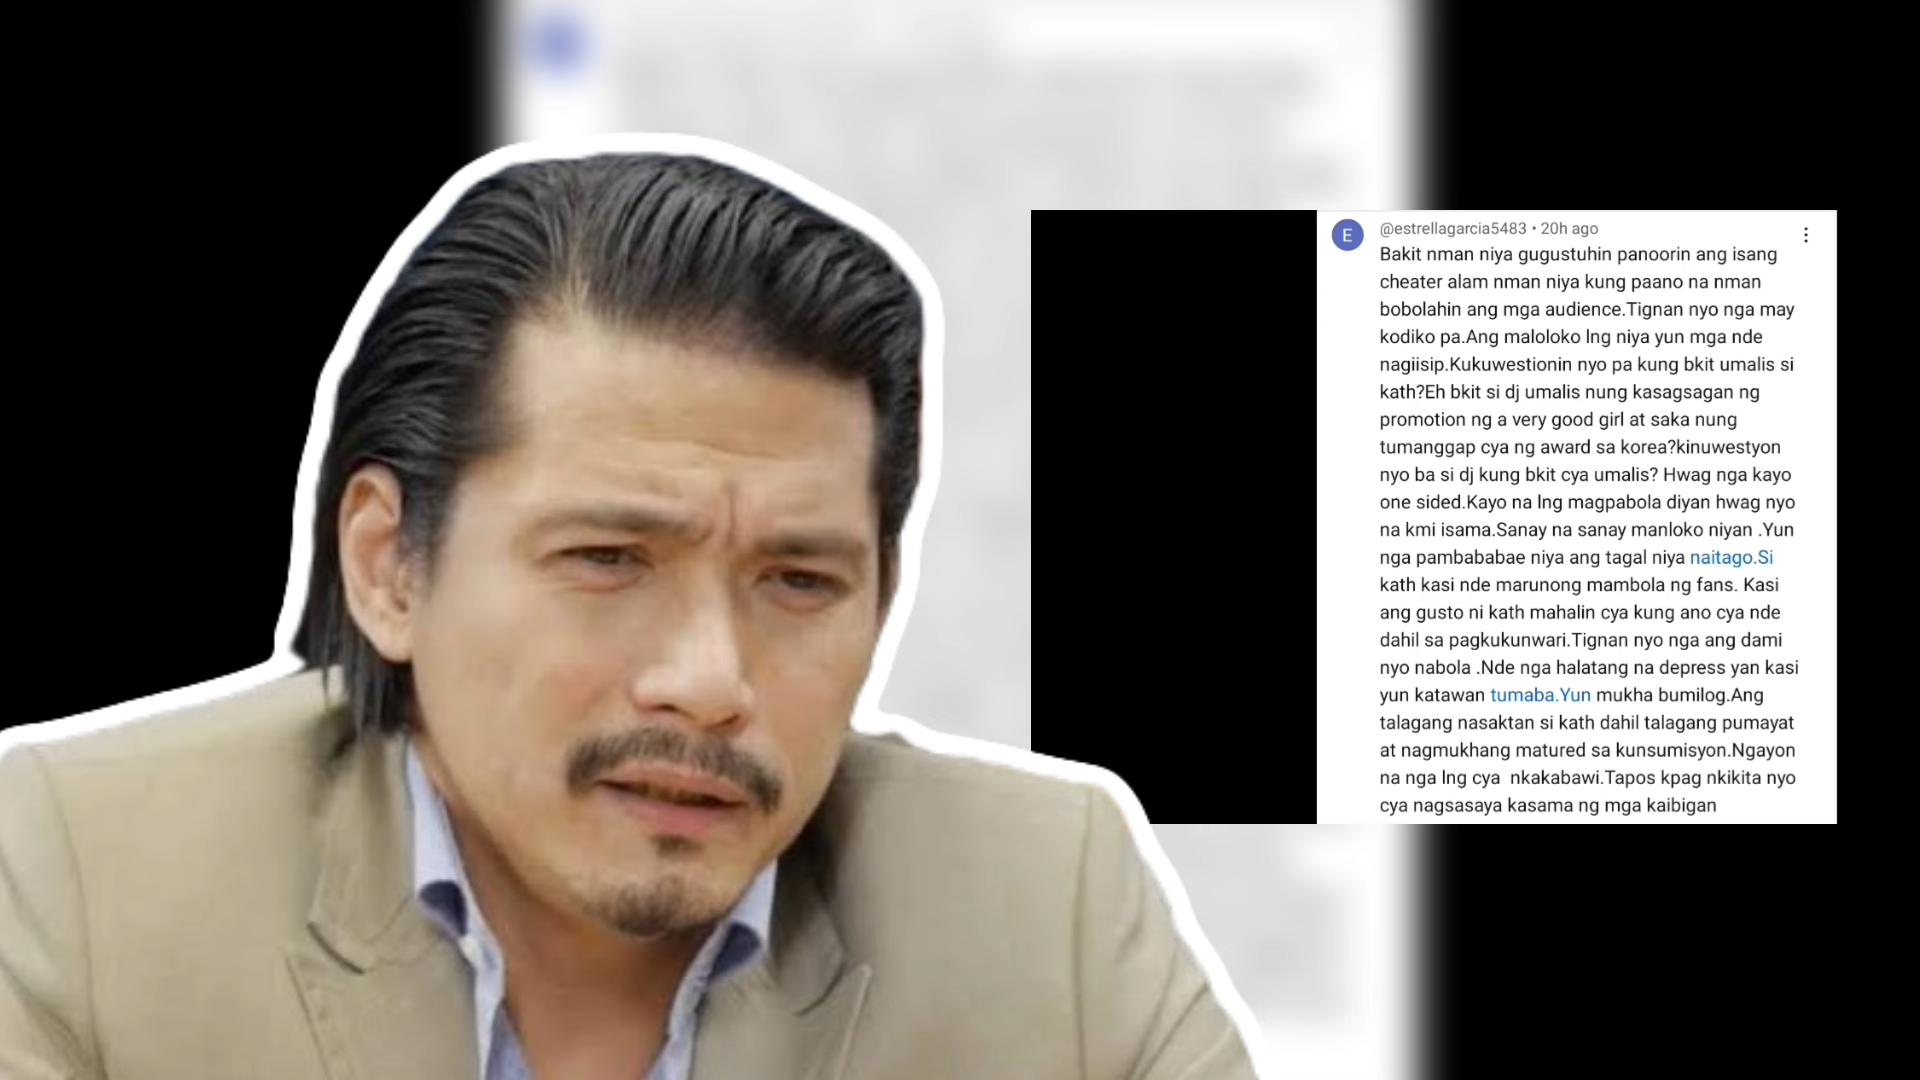 E
@estrellagarcia5483 • 20h ago
Bakit nman niya gugustuhin panoorin ang isang
cheater alam nman niya kung paano na nman
bobolahin ang mga audience.Tignan nyo nga may
kodiko pa.Ang maloloko lng niya yun mga nde
nagiisip.Kukuwestionin nyo pa kung bkit umalis si
kath?Eh bkit si dj umalis nung kasagsagan ng
promotion ng a very good girl at saka nung
tumanggap cya ng award sa korea?kinuwestyon
nyo ba si dj kung bkit cya umalis? Hwag nga kayo
one sided.Kayo na lng magpabola diyan hwag nyo
na kmi isama.Sanay na sanay manloko niyan .Yun
nga pambababae niya ang tagal niya naitago.Si
kath kasi nde marunong mambola ng fans. Kasi
ang gusto ni kath mahalin cya kung ano cya nde
dahil sa pagkukunwari.Tignan nyo nga ang dami
nyo nabola .Nde nga halatang na depress yan kasi
yun katawan tumaba.Yun mukha bumilog.Ang
talagang nasaktan si kath dahil talagang pumayat
at nagmukhang matured sa kunsumisyon.Ngayon
na nga lng cya  nkakabawi.Tapos kpag nkikita nyo
cya nagsasaya kasama ng mga kaibigan